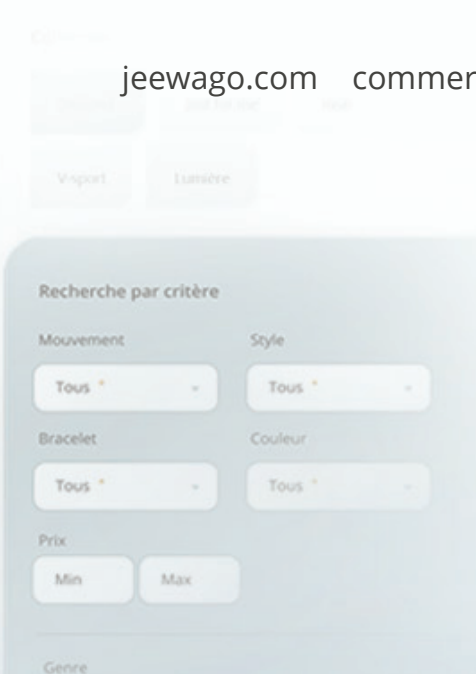 jeewago.com commer
V-sport Lumière
Recherche par critère
Mouvement Style
Tous * Tous *
Bracelet Couleur
Tous * Tous *
Prix
Min Max
Genre